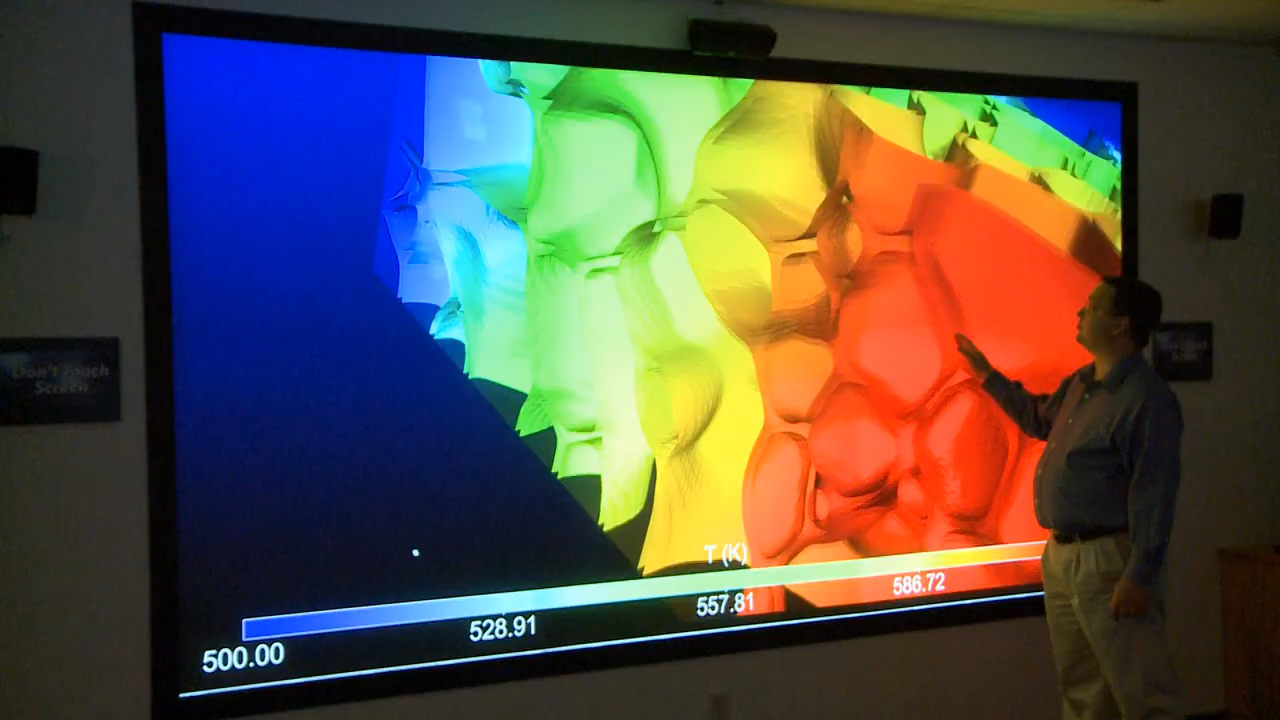 Don't Touch
Screen
T (K)
500.00
528.91
557.81
586.72